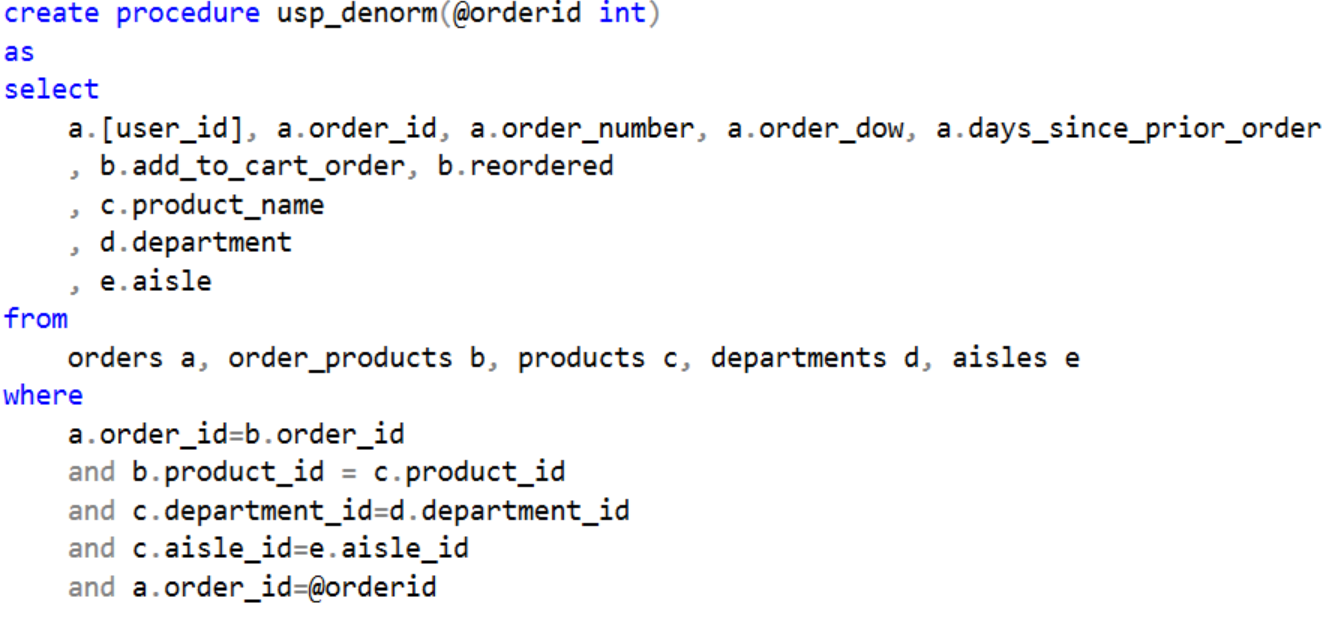 create procedure usp_denorm(@orderid int)
as
select
    a.[user_id], a.order_id, a.order_number, a.order_dow, a.days_since_prior_order
    , b.add_to_cart_order, b.reordered
    , c.product_name
    , d.department
    , e.aisle
from
    orders a, order_products b, products c, departments d, aisles e
where
    a.order_id=b.order_id
    and b.product_id = c.product_id
    and c.department_id=d.department_id
    and c.aisle_id=e.aisle_id
    and a.order_id=@orderid